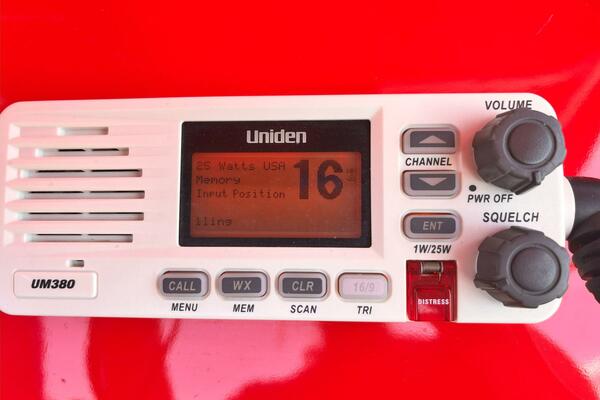 VOLUME
Uniden
25 Watts USA
Memory
Input Position
16
lling
CHANNEL
PWR OFF
SQUELCH
ENT
1W/25W
DISTRESS
UM380
CALL
WX
CLR
16/9
MENU
MEM
SCAN
TRI